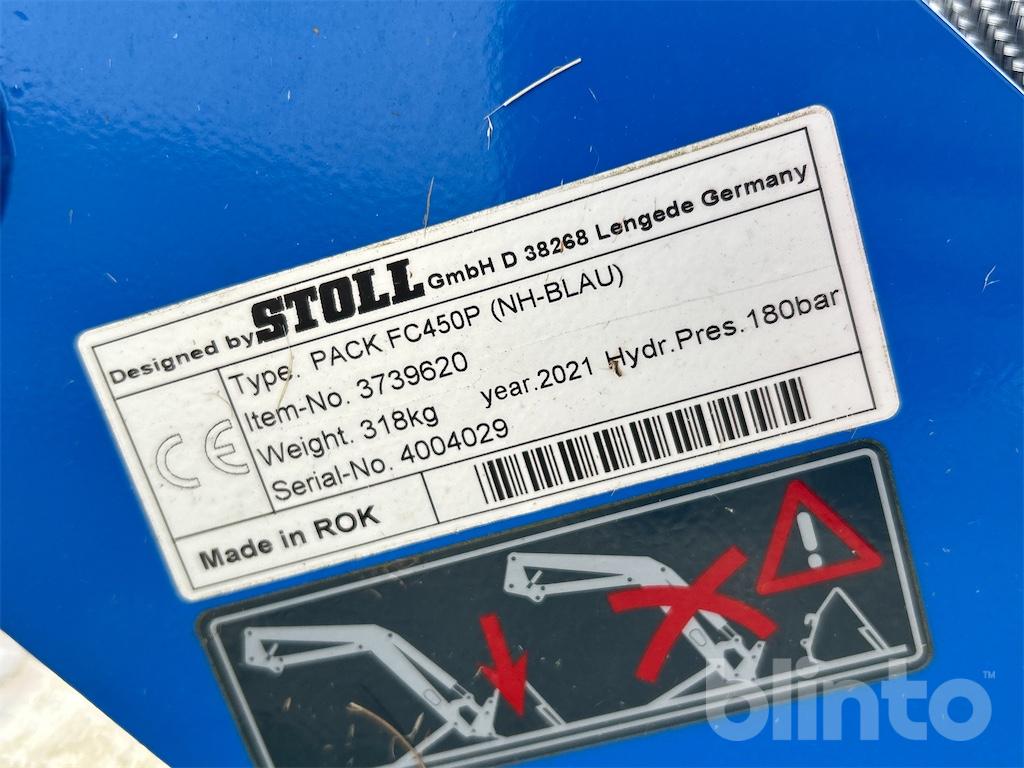 Designed by STOLL GmbH D 38268 Lengede Germany
Type. PACK FC450P (NH-BLAU)
Item-No. 3739620
Weight. 318kg year.2021 Hydr.Pres.180bar
Serial-No. 4004029
CE
Made in ROK
blinto™